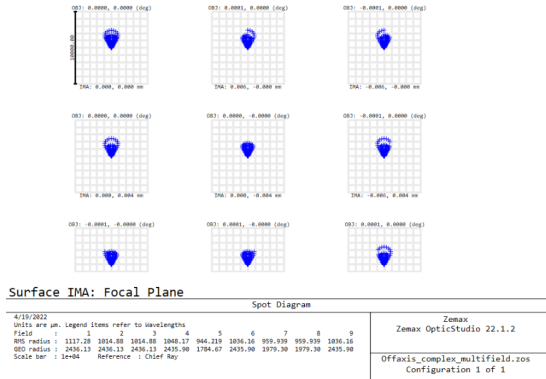 OBJ: 0.0000, 0.0000 (deg)
OBJ: 0.0001, 0.0000 (deg)
OBJ: -0.0001, 0.0000 (deg)
10000.00
IMA: 0.000, 0.000 mm
IMA: 0.006, -0.000 mm
IMA: -0.006, -0.000 mm
OBJ: 0.0000, 0.0000 (deg)
OBJ: 0.0000, -0.0000 (deg)
OBJ: -0.0001, 0.0000 (deg)
IMA: 0.000, 0.004 mm
IMA: 0.000, -0.004 mm
IMA: -0.006, 0.004 mm
OBJ: -0.0001, -0.0000 (deg)
OBJ: 0.0001, -0.0000 (deg)
OBJ: 0.0001, 0.0000 (deg)
Surface IMA: Focal Plane
Spot Diagram
4/19/2022
Units are µm. Legend items refer to Wavelengths
Field : 1 2 3 4 5 6 7 8 9
RMS radius : 1117.28 1014.88 1014.88 1048.17 944.219 1036.16 959.939 959.939 1036.16
GEO radius : 2436.13 2436.13 2436.13 2435.90 1784.67 2435.90 1979.30 1979.30 2435.90
Scale bar : 1e+04 Reference : Chief Ray
Zemax
Zemax OpticStudio 22.1.2
Offaxis_complex_multifield.zos
Configuration 1 of 1